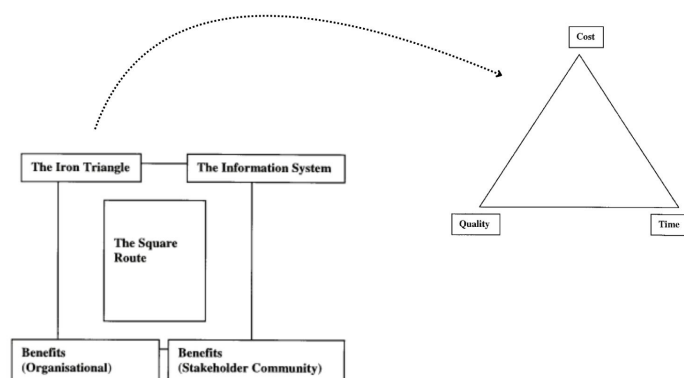 Cost
The Iron Triangle
The Information System
Quality
Time
The Square
Route
Benefits
(Organisational)
Benefits
(Stakeholder Community)